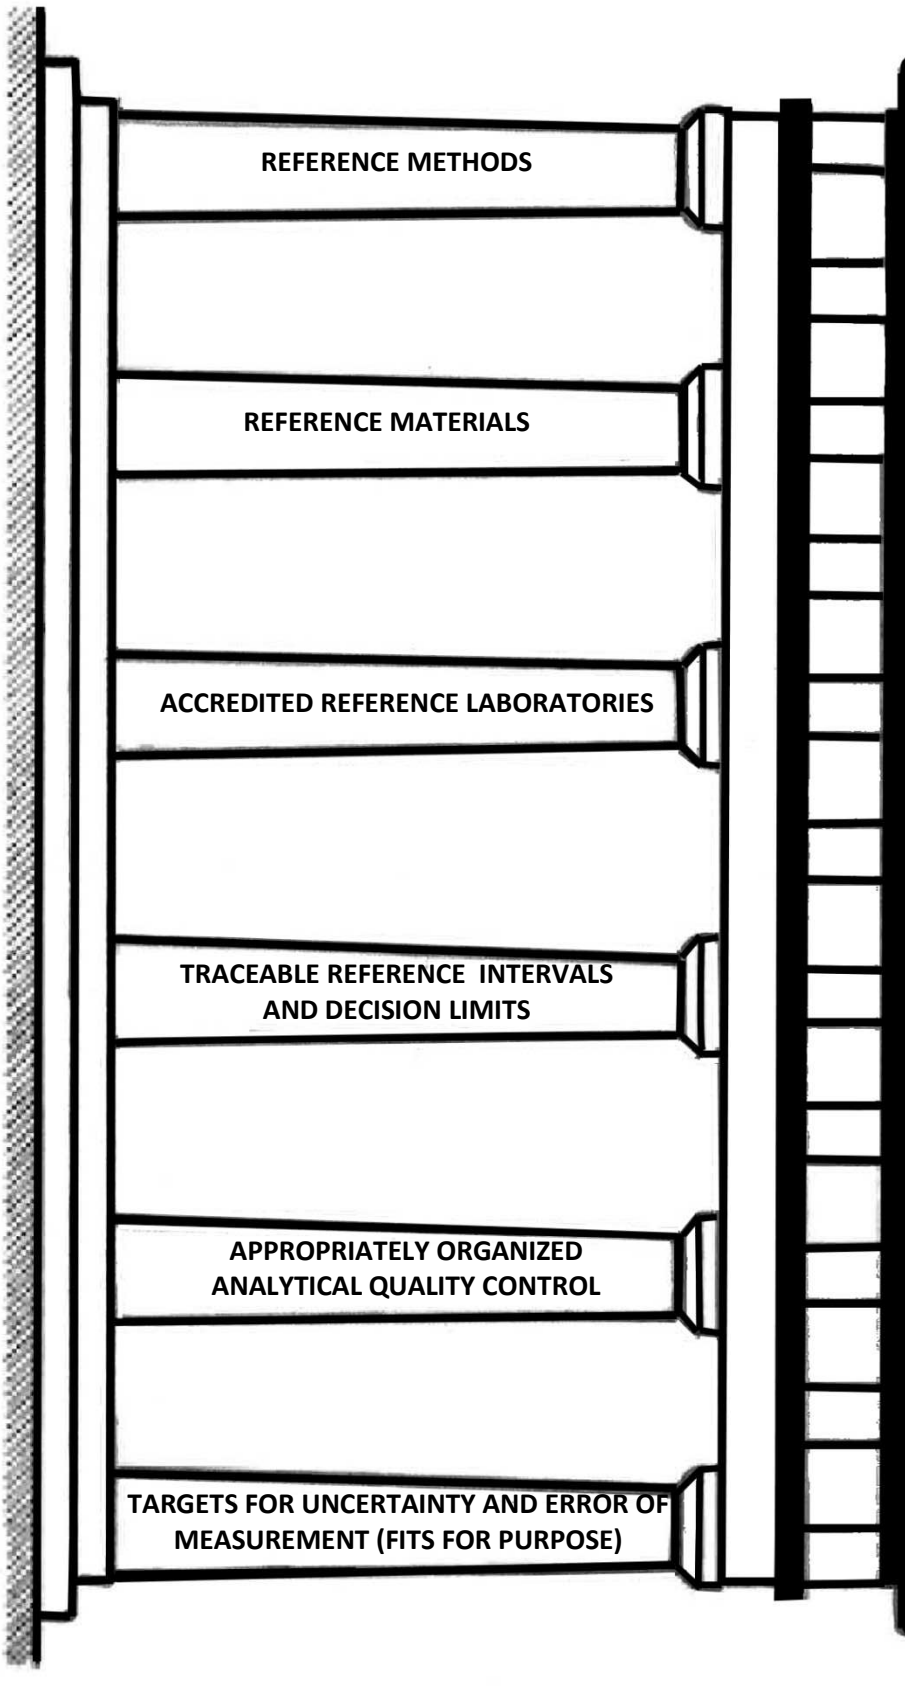 REFERENCE METHODS
REFERENCE MATERIALS
ACCREDITED REFERENCE LABORATORIES
TRACEABLE REFERENCE INTERVALS
AND DECISION LIMITS
APPROPRIATELY ORGANIZED
ANALYTICAL QUALITY CONTROL
TARGETS FOR UNCERTAINTY AND ERROR OF
MEASUREMENT (FITS FOR PURPOSE)